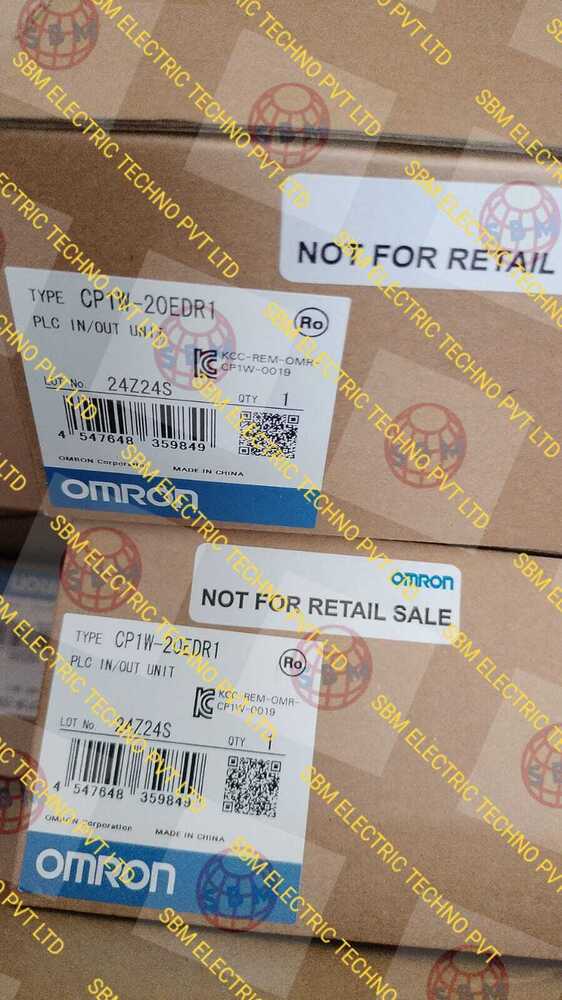 NOT FOR RETAIL
TYPE CP1W-20EDR1
PLC IN/OUT UNIT
Ro
KCC-REM-OMR-
CP1W-0019
LOT No. 24Z24S
QTY 1
4 547648 359849
OMRON Corporation
MADE IN CHINA
OMRON
OMRON
NOT FOR RETAIL SALE
TYPE CP1W-20EDR1
PLC IN/OUT UNIT
Ro
KCC-REM-OMR-
CP1W-0019
LOT No. 24Z24S
QTY 1
4 547648 359849
OMRON Corporation
MADE IN CHINA
OMRON
SBM ELECTRIC TECHNO PVT LTD
SBM